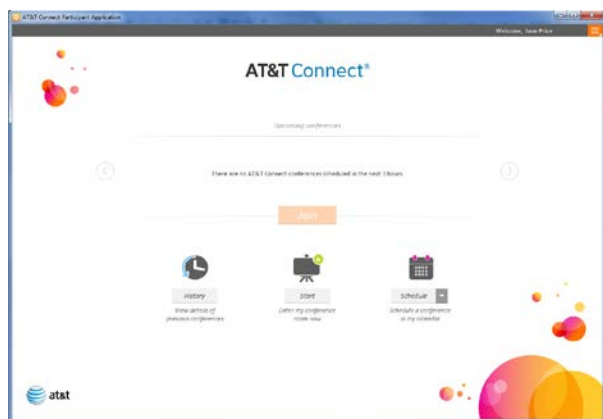 AT&T Connect Participant Application
Welcome, Jane Price
AT&T Connect®
Upcoming conferences
There are no AT&T Connect conferences scheduled in the next 3 hours
Join
History
Start
Schedule
View details of
previous conferences
Enter my conference
room now
Schedule a conference
in my calendar
at&t